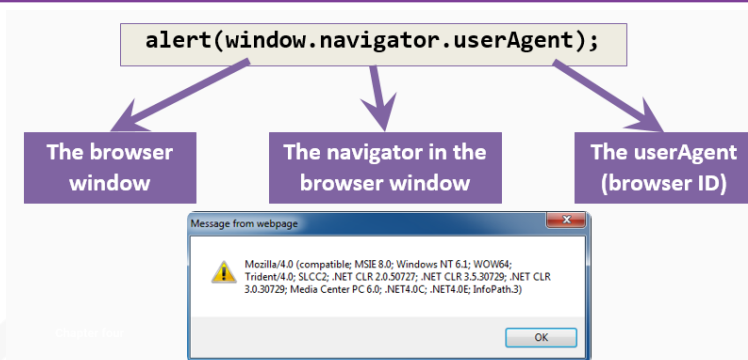 alert(window.navigator.userAgent);
The browser
window
The navigator in the
browser window
The userAgent
(browser ID)
Message from webpage
Mozilla/4.0 (compatible; MSIE 8.0; Windows NT 6.1; WOW64;
Trident/4.0; SLCC2; .NET CLR 2.0.50727; .NET CLR 3.5.30729; .NET CLR
3.0.30729; Media Center PC 6.0; .NET4.0C; .NET4.0E; InfoPath.3)
OK